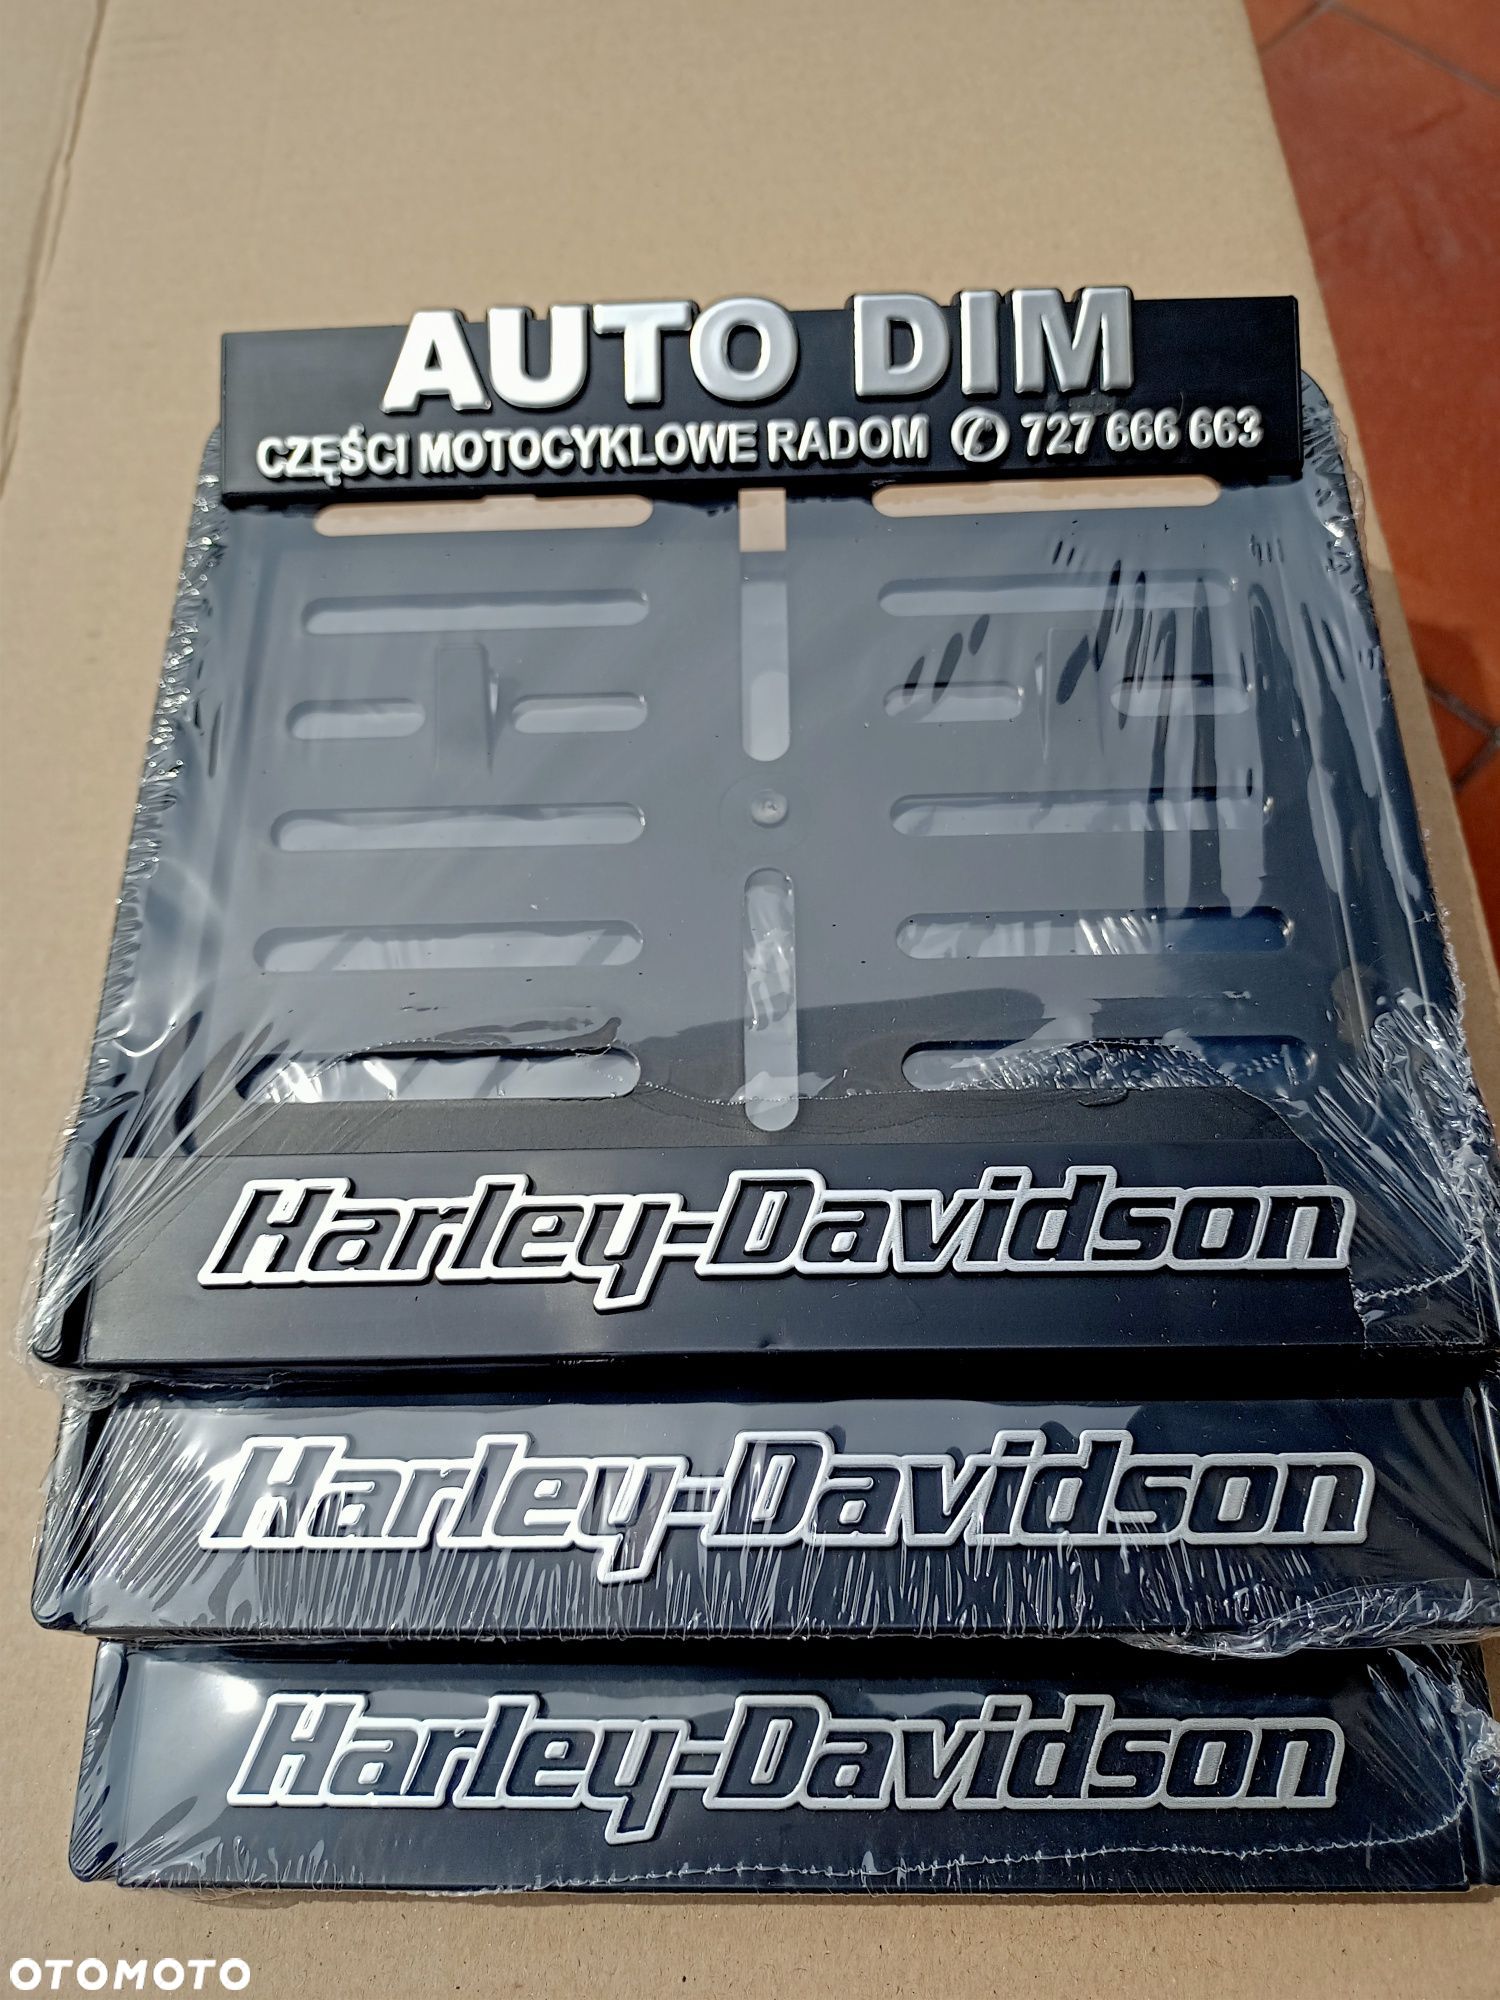 AUTO DIM
CZĘŚCI MOTOCYKLOWE RADOM ✆ 727 666 663
Harley-Davidson
Harley-Davidson
Harley-Davidson
OTOMOTO